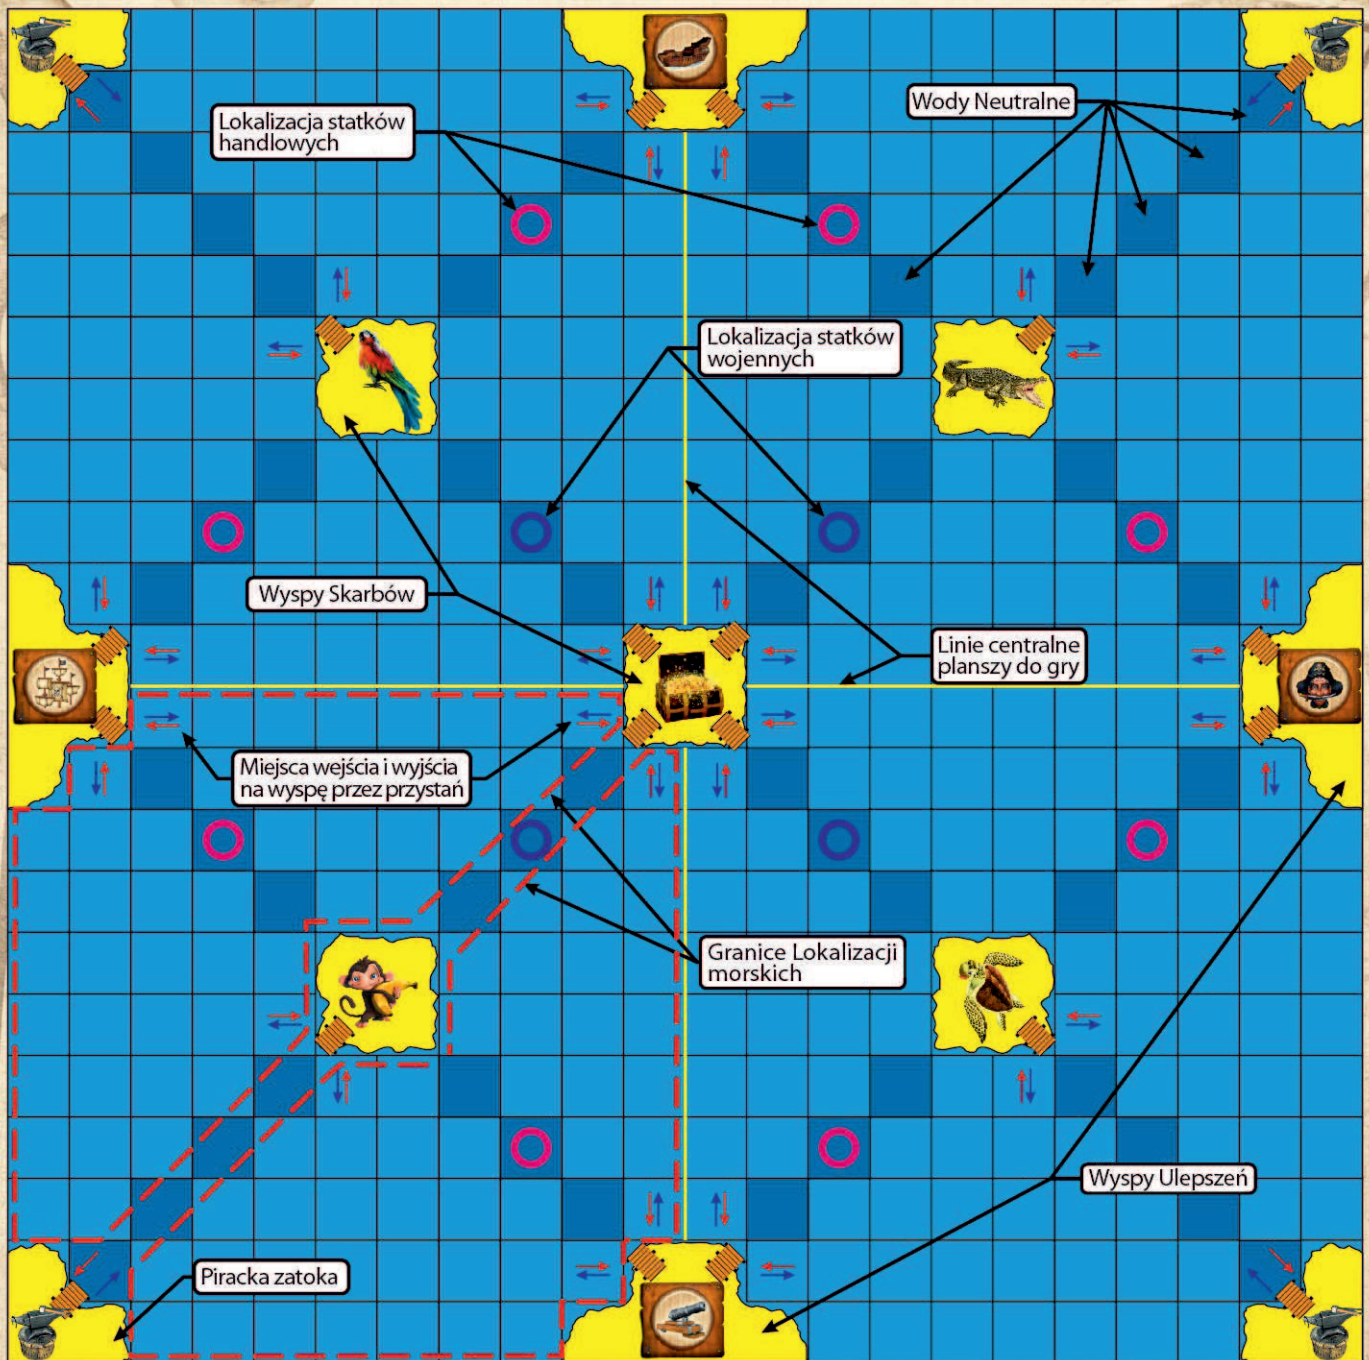 Wody Neutralne
Lokalizacja statków
handlowych
Lokalizacja statków
wojennych
Wyspy Skarbów
Linie centralne
planszy do gry
Miejsca wejścia i wyjścia
na wyspę przez przystań
Granice Lokalizacji
morskich
Wyspy Ulepszeń
Piracka zatoka